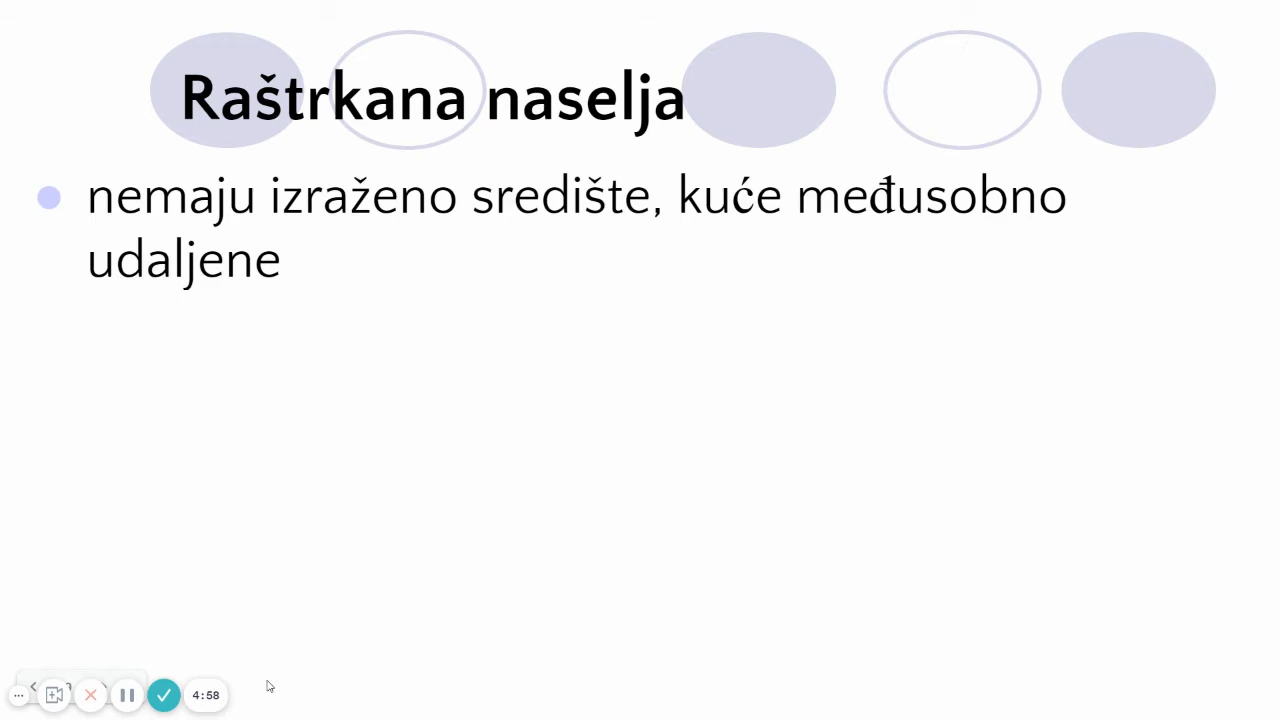 Raštrkana naselja
nemaju izraženo središte, kuće međusobno
udaljene
4:58